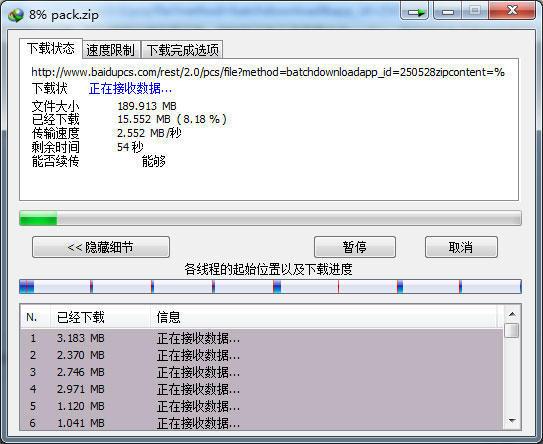 8% pack.zip
下载状态 速度限制 下载完成选项
http://www.baidupcs.com/rest/2.0/pcs/file?method=batchdownloadapp_id=250528zipcontent=%
下载状 正在接收数据...
文件大小 189.913 MB
已经下载 15.552 MB ( 8.18 % )
传输速度 2.552 MB/秒
剩余时间 54 秒
能否续传 能够
<< 隐藏细节 暂停 取消
各线程的起始位置以及下载进度
N. 已经下载 信息
1 3.183 MB 正在接收数据...
2 2.370 MB 正在接收数据...
3 2.746 MB 正在接收数据...
4 2.971 MB 正在接收数据...
5 1.120 MB 正在接收数据...
6 1.041 MB 正在接收数据...